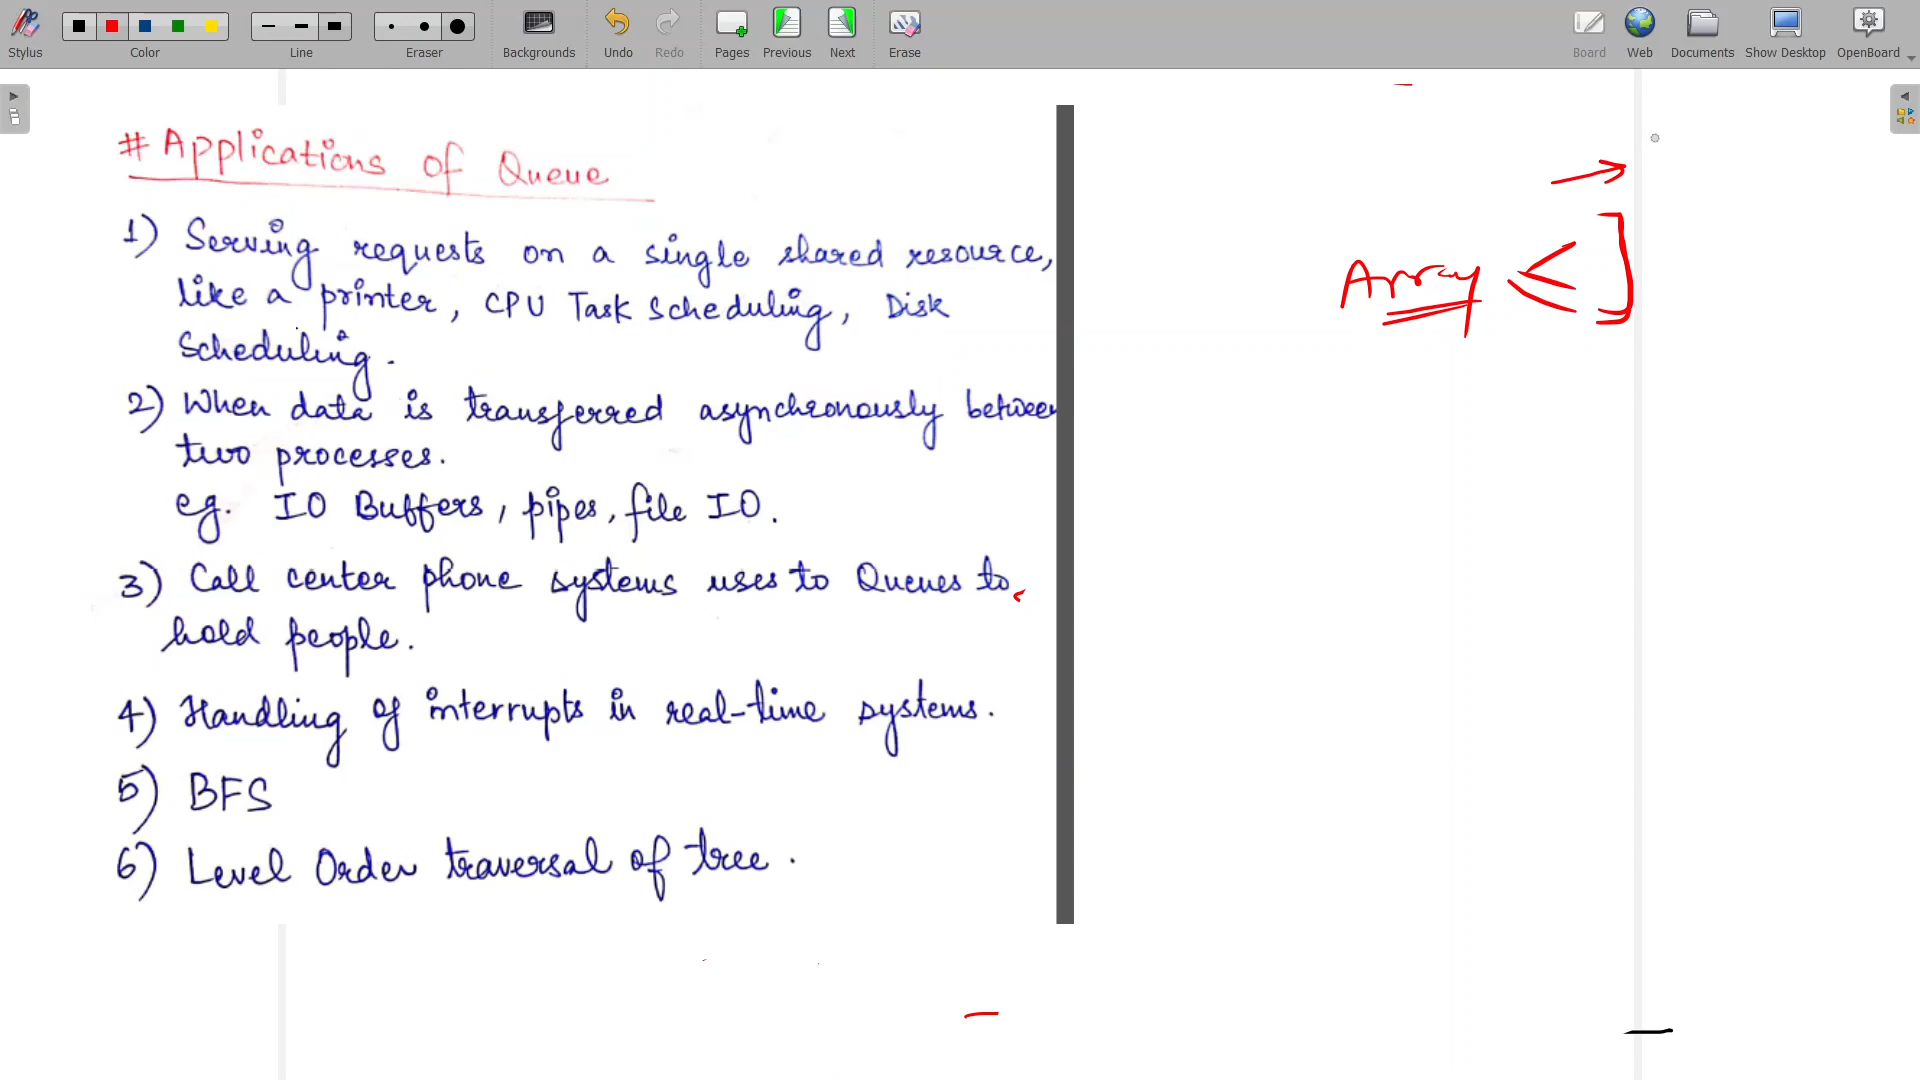 Stylus
Color
Line
Eraser
Backgrounds
Undo
Redo
Pages
Previous
Next
Erase
Board
Web
Documents
Show Desktop
OpenBoard
# Applications of Queue
1) Serving requests on a single shared resource,
like a printer, CPU Task Scheduling, Disk
Scheduling.
2) When data is transferred asynchronously between
two processes.
eg. IO Buffers, pipes, file IO.
3) Call center phone systems uses to Queues to
hold people.
4) Handling of interrupts in real-time systems.
5) BFS
6) Level Order traversal of tree.
Array